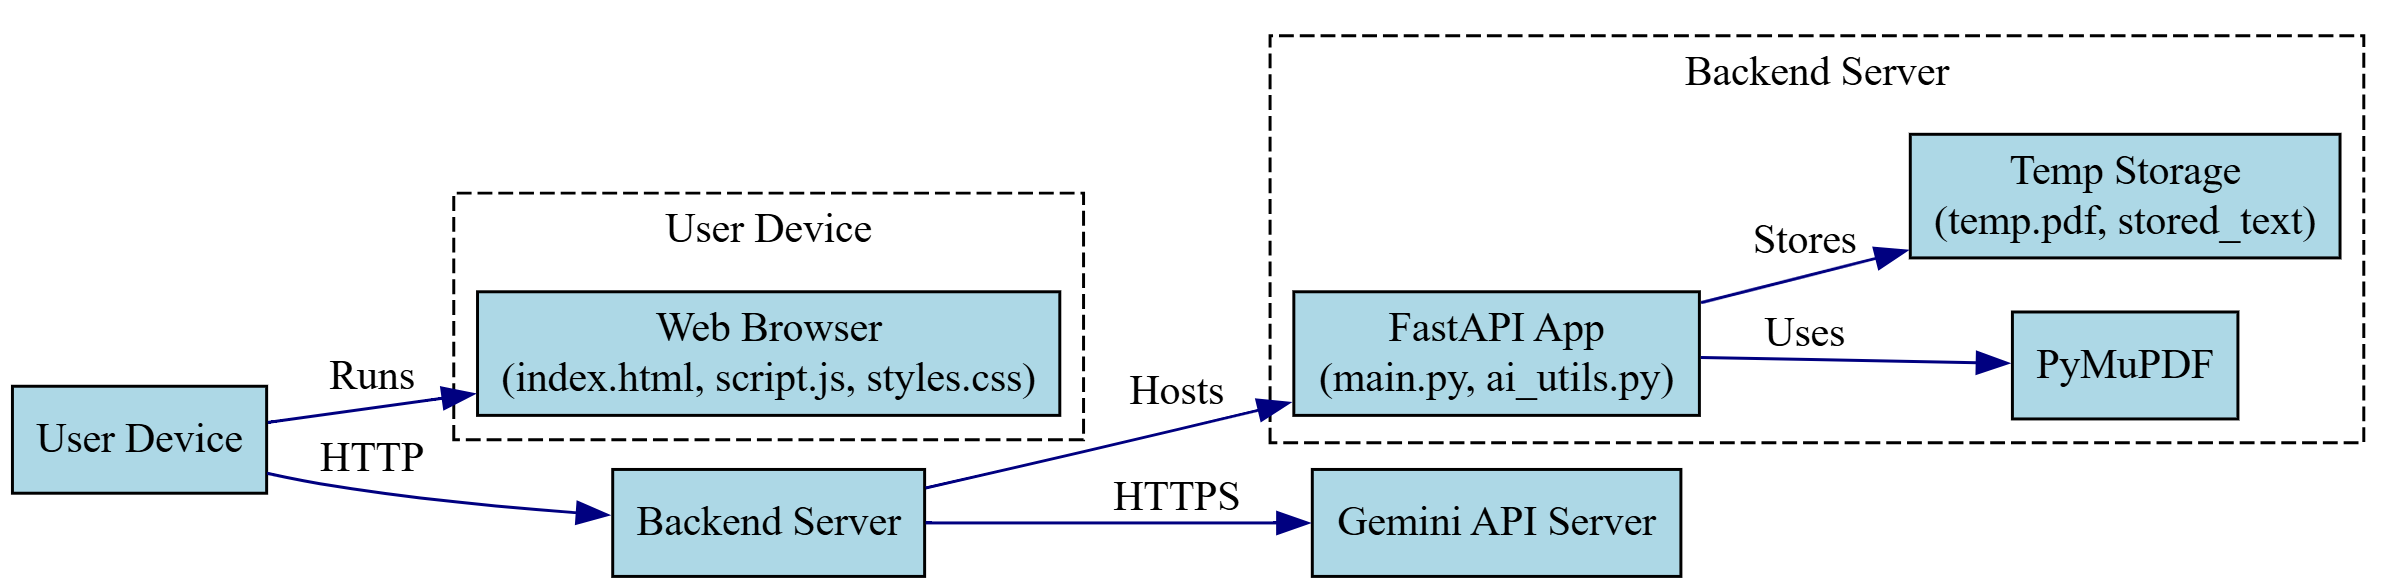 Backend Server
Temp Storage
(temp.pdf, stored_text)
User Device
Stores
Web Browser
(index.html, script.js, styles.css)
FastAPI App
(main.py, ai_utils.py)
Uses
PyMuPDF
Runs
Hosts
User Device
HTTP
HTTPS
Backend Server
Gemini API Server